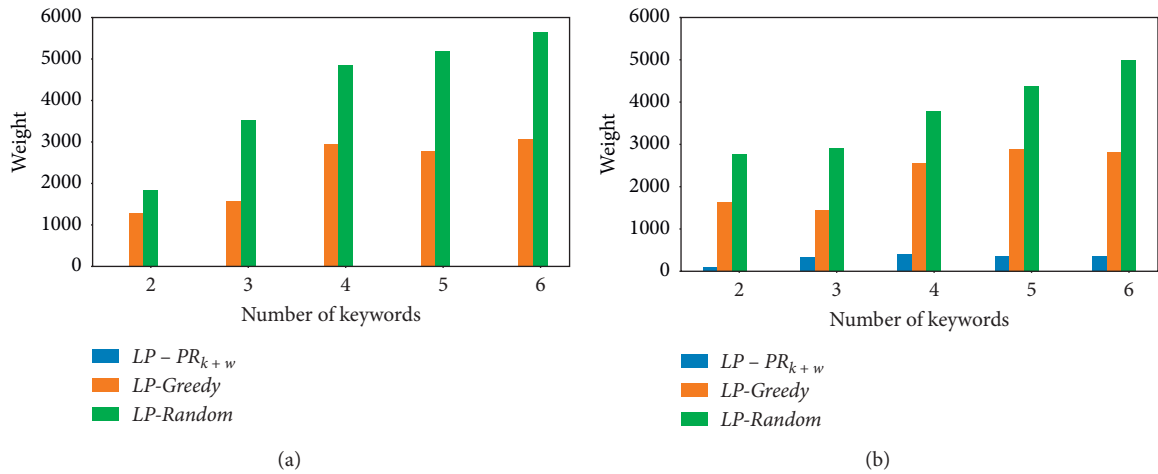 6000
5000
4000
3000
2000
1000
0
Weight
2 3 4 5 6
Number of keywords
LP – PRk + w
LP-Greedy
LP-Random
(a)
6000
5000
4000
3000
2000
1000
0
Weight
2 3 4 5 6
Number of keywords
LP – PRk + w
LP-Greedy
LP-Random
(b)